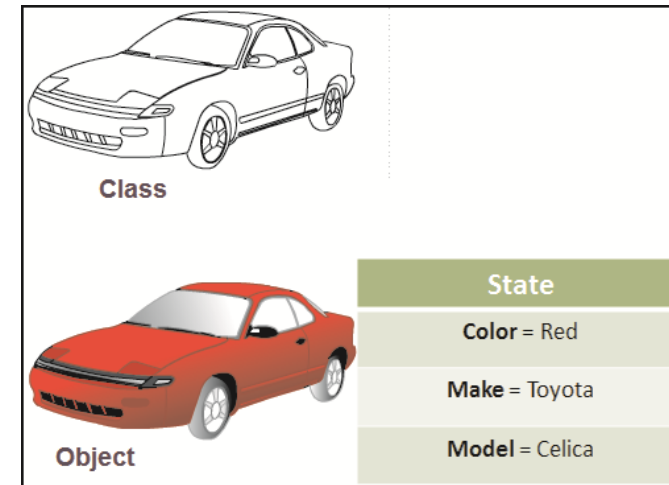 Class
Object
State
Color = Red
Make = Toyota
Model = Celica